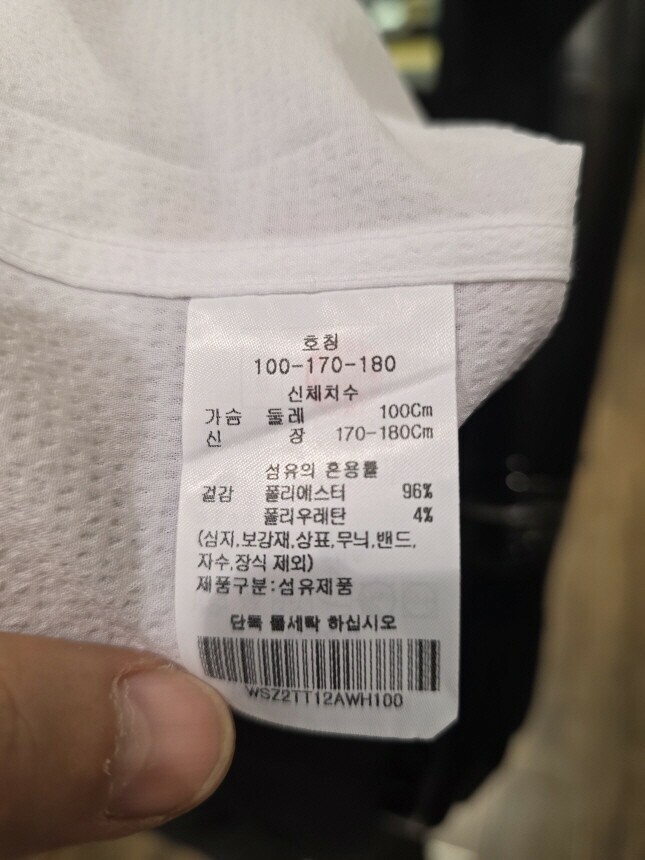 호칭
100-170-180
신체치수
가슴 둘레 100Cm
신 장 170-180Cm
섬유의 혼용률
겉감 폴리에스터 96%
폴리우레탄 4%
(심지,보강재,상표,무늬,밴드,
자수,장식 제외)
제품구분:섬유제품
단독 물세탁 하십시오
WSZ2TT12AWH100